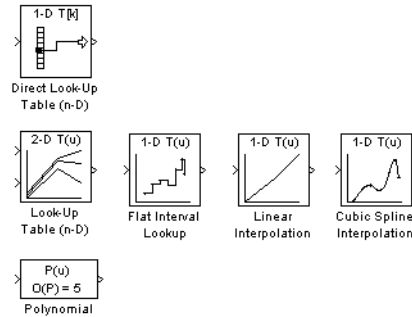 1-D T[k]
Direct Look-Up
Table (n-D)
2-D T(u)
Look-Up
Table (n-D)
1-D T(u)
Flat Interval
Lookup
1-D T(u)
Linear
Interpolation
1-D T(u)
Cubic Spline
Interpolation
P(u)
O(P) = 5
Polynomial